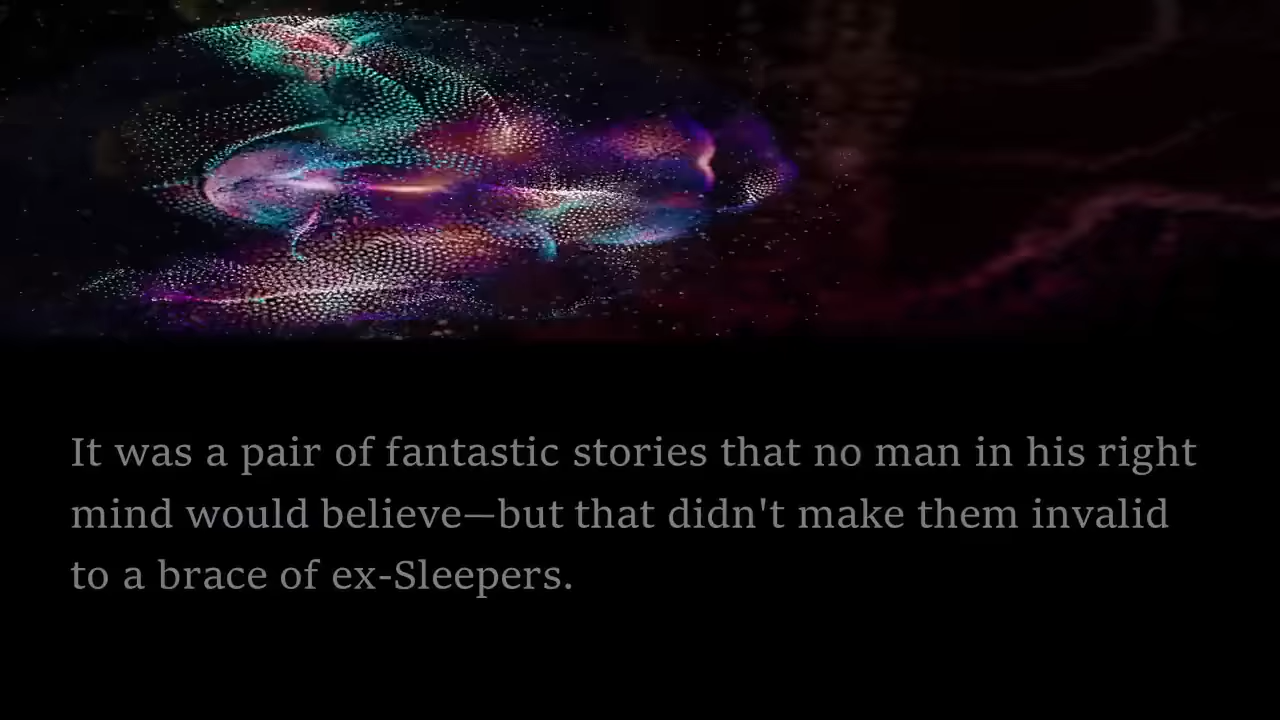 It was a pair of fantastic stories that no man in his right
mind would believe—but that didn't make them invalid
to a brace of ex-Sleepers.